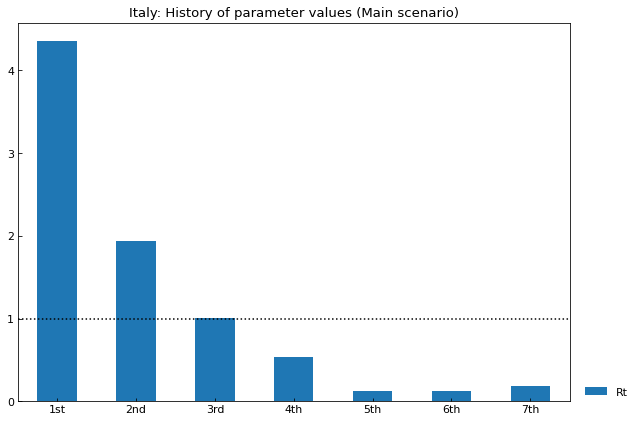 Italy: History of parameter values (Main scenario)
4
3
2
1
0
1st 2nd 3rd 4th 5th 6th 7th
Rt